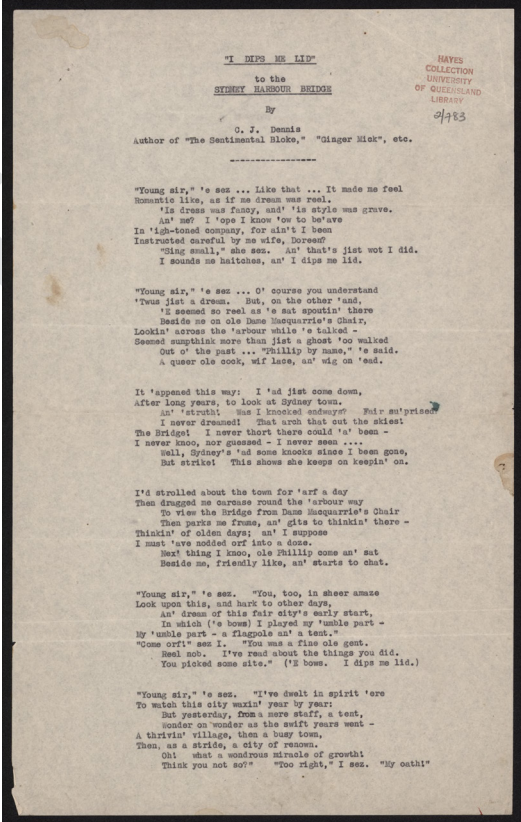 "I DIPS ME LID"
to the
SYDNEY HARBOUR BRIDGE
By
C. J. Dennis
Author of "The Sentimental Bloke," "Ginger Mick", etc.
HAYES
COLLECTION
UNIVERSITY
OF QUEENSLAND
LIBRARY
2/783
"Young sir," 'e sez ... Like that ... It made me feel
Romantic like, as if me dream was reel.
'Is dress was fancy, and' 'is style was grave.
An' me? I 'ope I know 'ow to be'ave
In 'igh-toned company, for ain't I been
Instructed careful by me wife, Doreen?
"Sing small," she sez. An' that's jist wot I did.
I sounds me haitches, an' I dips me lid.
"Young sir," 'e sez ... O' course you understand
'Twus jist a dream. But, on the other 'and,
'E seemed so reel as 'e sat spoutin' there
Beside me on ole Dame Macquarrie's Chair,
Lookin' across the 'arbour while 'e talked -
Seemed sumpthink more than jist a ghost 'oo walked
Out o' the past ... "Phillip by name," 'e said.
A queer ole cock, wif lace, an' wig on 'ead.
It 'appened this way: I 'ad jist come down,
After long years, to look at Sydney town.
An' 'struth! Was I knocked endways? Fair su'prised?
I never dreamed! That arch that cut the skies!
The Bridge! I never thort there could 'a' been -
I never knoo, nor guessed - I never seen ....
Well, Sydney's 'ad some knocks since I been gone,
But strike! This shows she keeps on keepin' on.
I'd strolled about the town for 'arf a day
Then dragged me carcase round the 'arbour way
To view the Bridge from Dame Macquarrie's Chair
Then parks me frame, an' gits to thinkin' there -
Thinkin' of olden days; an' I suppose
I must 'ave nodded orf into a doze.
Nex' thing I knoo, ole Phillip come an' sat
Beside me, friendly like, an' starts to chat.
"Young sir," 'e sez. "You, too, in sheer amaze
Look upon this, and hark to other days,
An' dream of this fair city's early start,
In which ('e bows) I played my 'umble part -
My 'umble part - a flagpole an' a tent."
"Come orf!" sez I. "You was a fine ole gent.
Reel nob. I've read about the things you did.
You picked some site." ('E bows. I dips me lid.)
"Young sir," 'e sez. "I've dwelt in spirit 'ere
To watch this city waxin' year by year:
But yesterday, from a mere staff, a tent,
Wonder on wonder as the swift years went -
A thrivin' village, then a busy town,
Then, as a stride, a city of renown.
Oh! what a wondrous miracle of growth!
Think you not so?" "Too right," I sez. "My oath!"